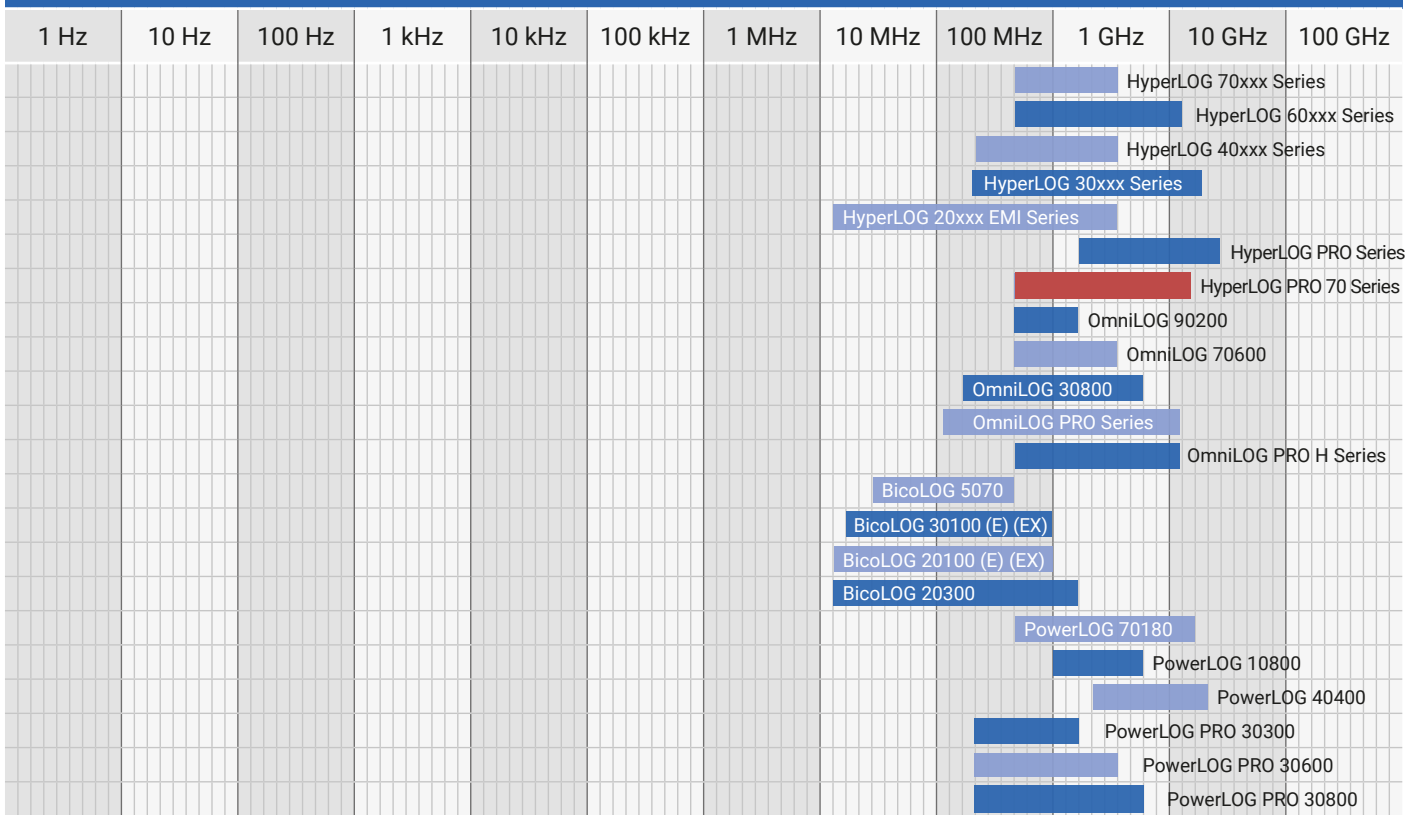 1 Hz 10 Hz 100 Hz 1 kHz 10 kHz 100 kHz 1 MHz 10 MHz 100 MHz 1 GHz 10 GHz 100 GHz
HyperLOG 70xxx Series
HyperLOG 60xxx Series
HyperLOG 40xxx Series
HyperLOG 30xxx Series
HyperLOG 20xxx EMI Series
HyperLOG PRO Series
HyperLOG PRO 70 Series
OmniLOG 90200
OmniLOG 70600
OmniLOG 30800
OmniLOG PRO Series
OmniLOG PRO H Series
BicoLOG 5070
BicoLOG 30100 (E) (EX)
BicoLOG 20100 (E) (EX)
BicoLOG 20300
PowerLOG 70180
PowerLOG 10800
PowerLOG 40400
PowerLOG PRO 30300
PowerLOG PRO 30600
PowerLOG PRO 30800